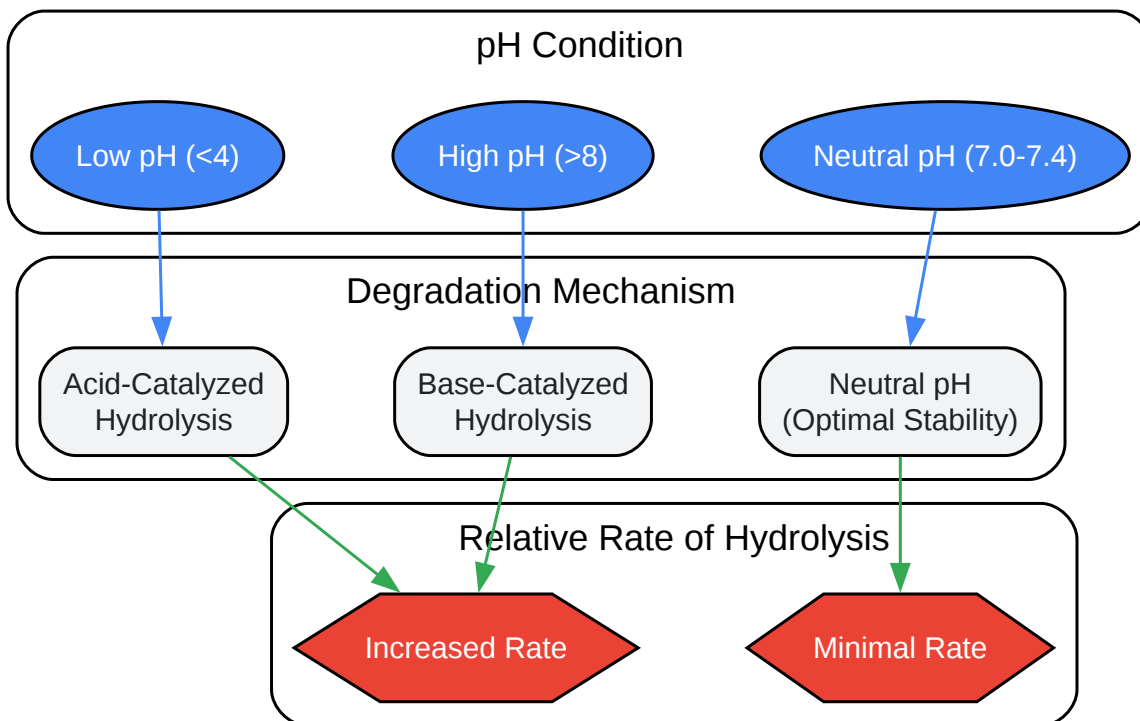 pH Condition
Low pH (<4)
High pH (>8)
Neutral pH (7.0-7.4)
Degradation Mechanism
Acid-Catalyzed
Hydrolysis
Base-Catalyzed
Hydrolysis
Neutral pH
(Optimal Stability)
Relative Rate of Hydrolysis
Increased Rate
Minimal Rate